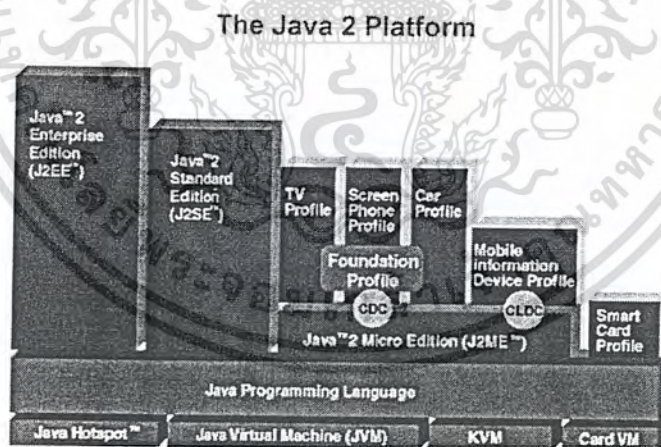 The Java 2 Platform
Java™2
Enterprise
Edition
(J2EE™)
Java™2
Standard
Edition
(J2SE™)
TV
Profile
Screen
Phone
Profile
Car
Profile
Foundation
Profile
Mobile
Information
Device Profile
CDC
CLDC
Smart
Card
Profile
Java™2 Micro Edition (J2ME™)
Java Programming Language
Java Hotspot™
Java Virtual Machine (JVM)
KVM
Card VM